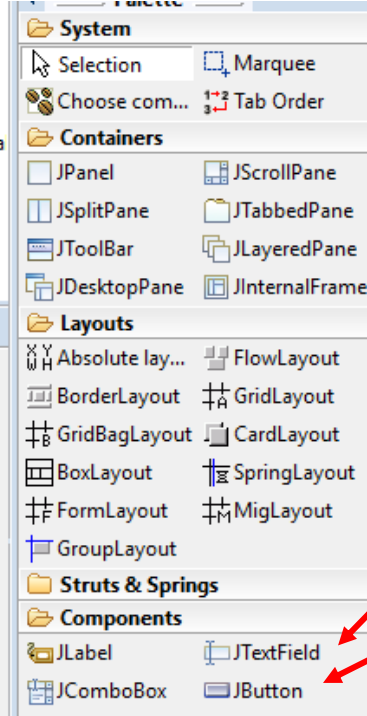 Palette
System
Selection Marquee
Choose com... Tab Order
Containers
JPanel JScrollPane
JSplitPane JTabbedPane
JToolBar JLayeredPane
JDesktopPane JInternalFrame
Layouts
Absolute lay... FlowLayout
BorderLayout GridLayout
GridBagLayout CardLayout
BoxLayout SpringLayout
FormLayout MigLayout
GroupLayout
Struts & Springs
Components
JLabel JTextField
JComboBox JButton